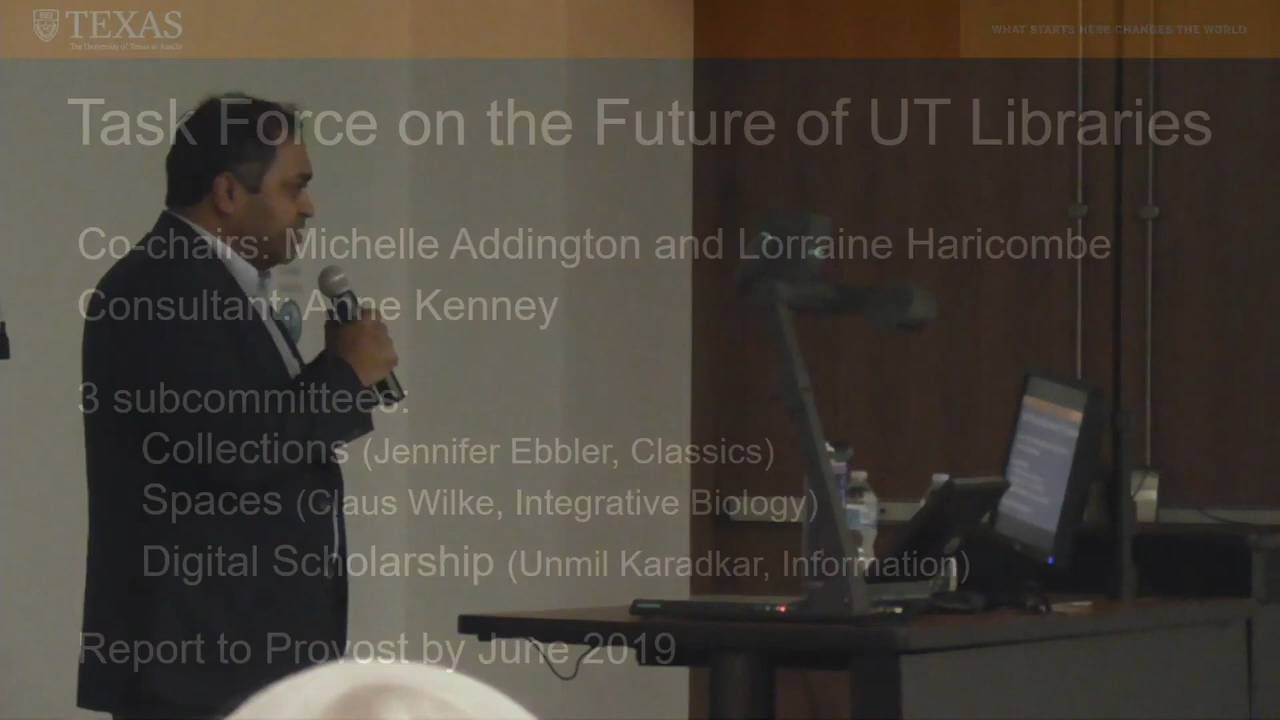 TEXAS
The University of Texas at Austin
WHAT STARTS HERE CHANGES THE WORLD
Task Force on the Future of UT Libraries
Co-chairs: Michelle Addington and Lorraine Haricombe
Consultant: Anne Kenney
3 subcommittees:
Collections (Jennifer Ebbler, Classics)
Spaces (Claus Wilke, Integrative Biology)
Digital Scholarship (Unmil Karadkar, Information)
Report to Provost by June 2019